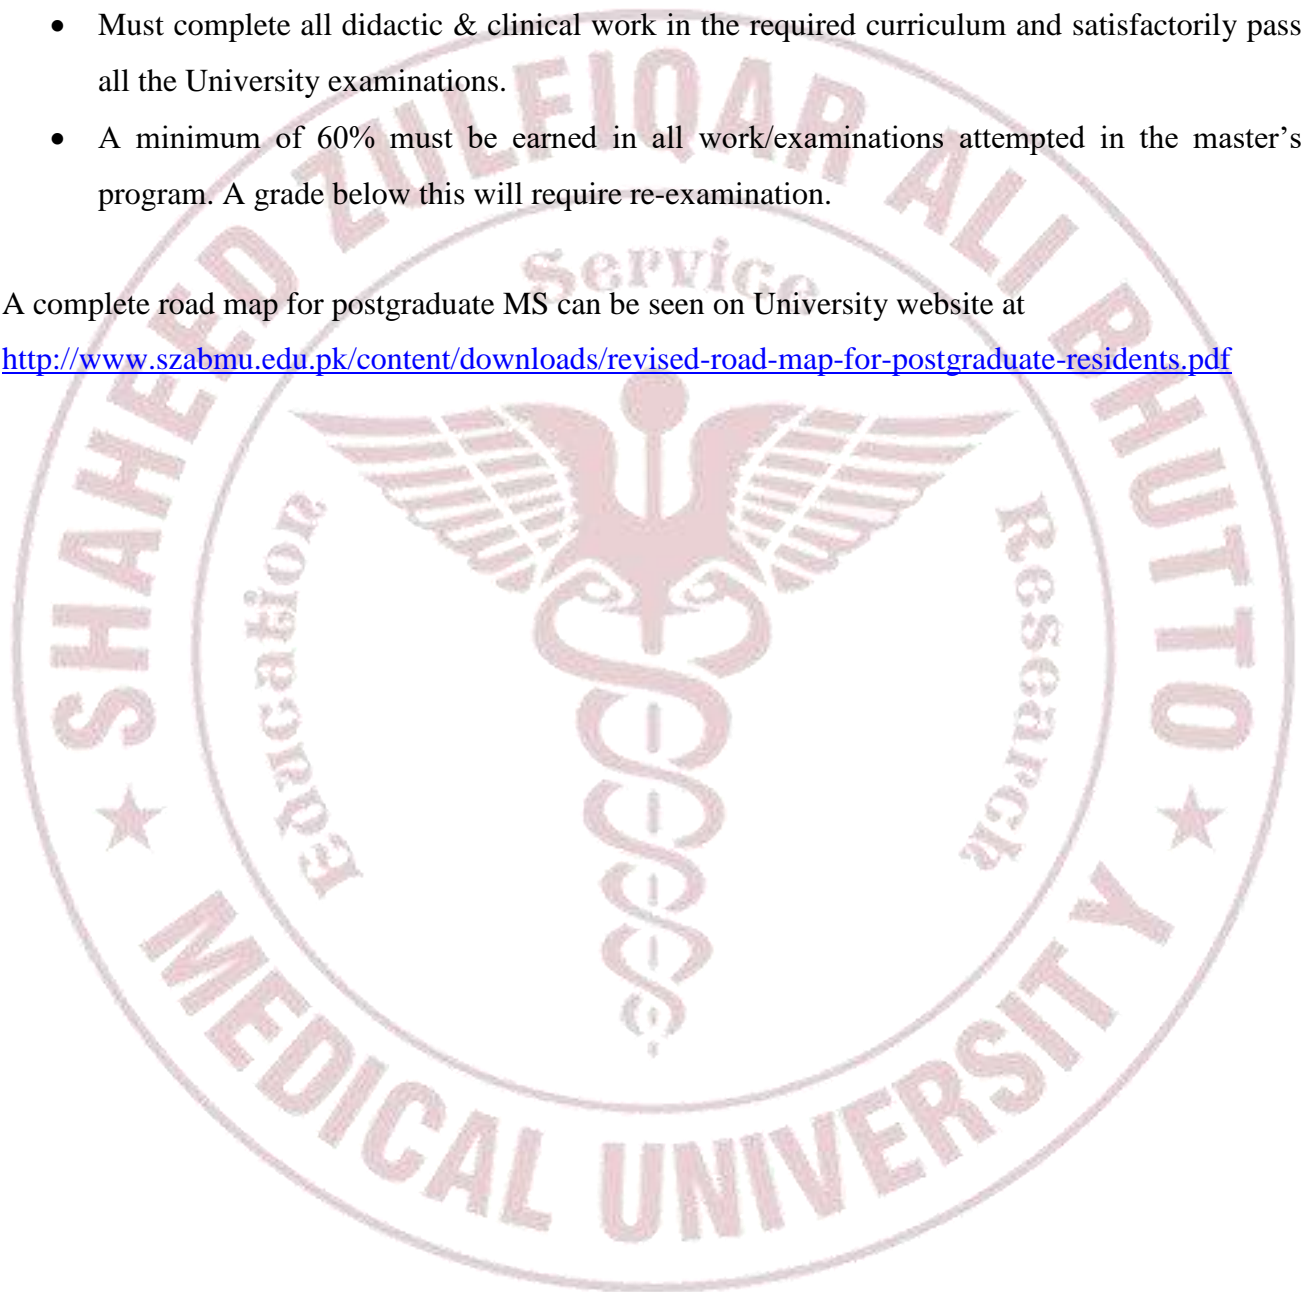 • Must complete all didactic & clinical work in the required curriculum and satisfactorily pass
all the University examinations.
• A minimum of 60% must be earned in all work/examinations attempted in the master’s
program. A grade below this will require re-examination.
A complete road map for postgraduate MS can be seen on University website at
http://www.szabmu.edu.pk/content/downloads/revised-road-map-for-postgraduate-residents.pdf
SHAHEED ZULFIQAR ALI BHUTTO
Service
Education
Research
★ MEDICAL UNIVERSITY ★